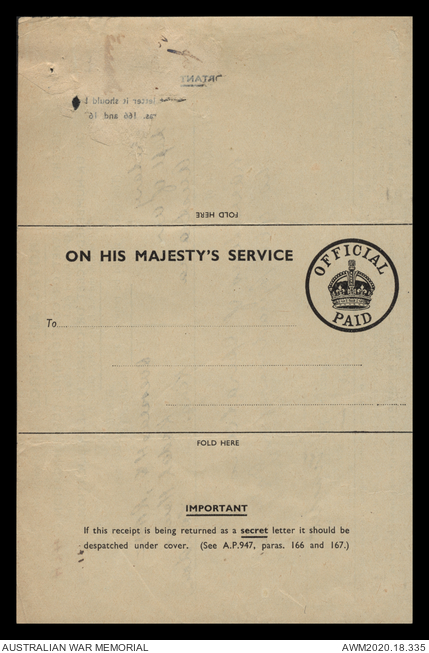 FOLD HERE
ON HIS MAJESTY'S SERVICE
OFFICIAL
PAID
To
FOLD HERE
IMPORTANT
If this receipt is being returned as a secret letter it should be
despatched under cover. (See A.P.947, paras. 166 and 167.)
AUSTRALIAN WAR MEMORIAL
AWM2020.18.335